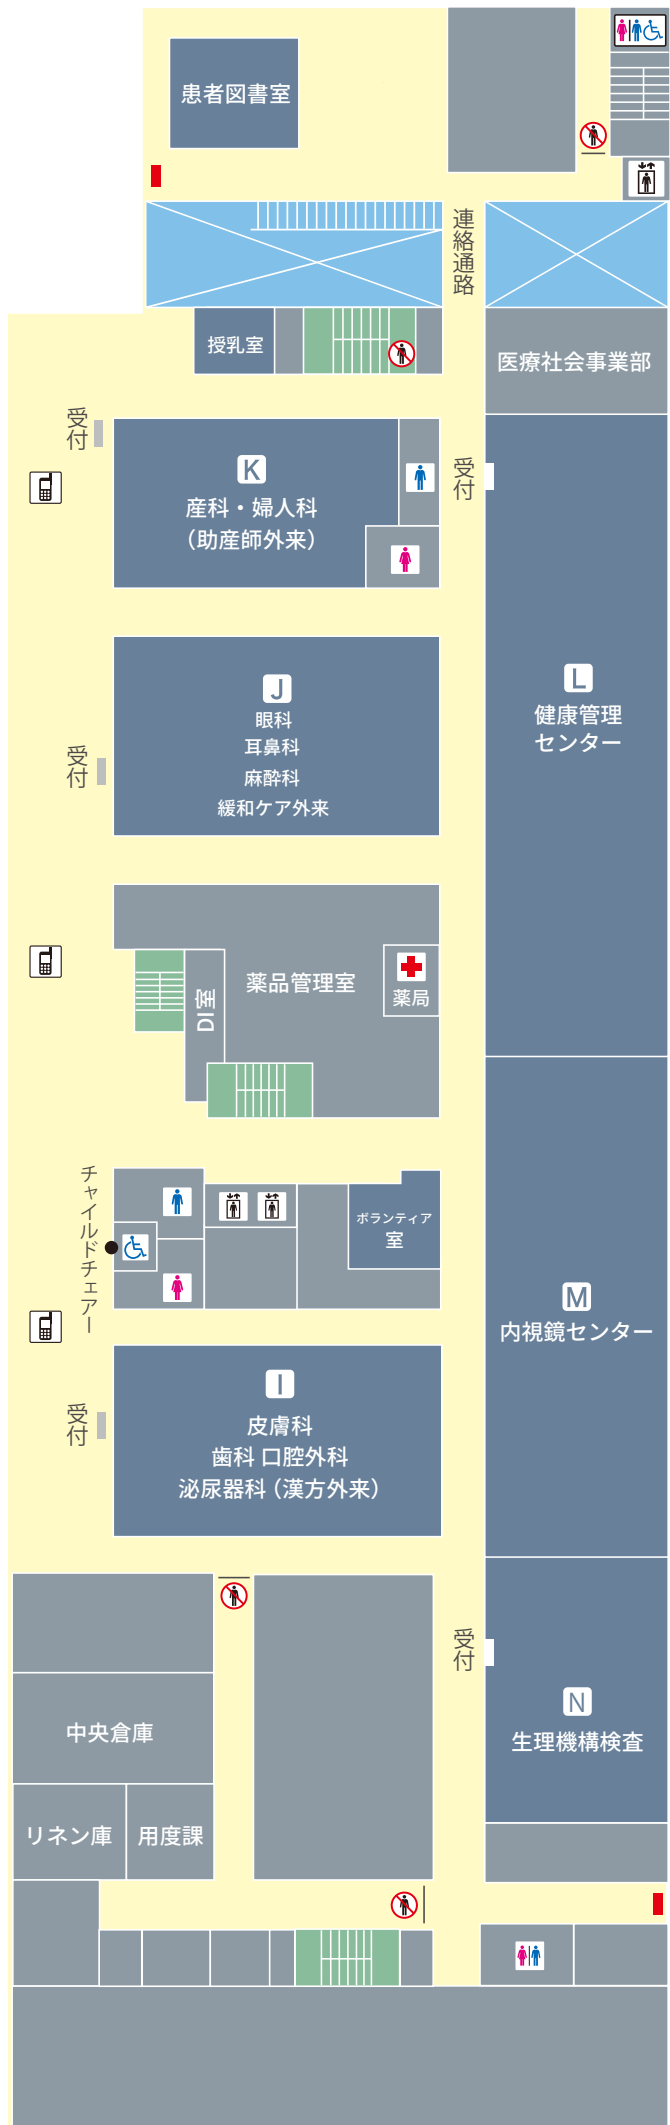 患者図書室
連絡通路
授乳室
医療社会事業部
受付
K
産科・婦人科
（助産師外来）
受付
J
眼科
耳鼻科
麻酔科
緩和ケア外来
受付
L
健康管理
センター
薬品管理室
DI室
薬局
チャイルドチェアー
ボランティア
室
M
内視鏡センター
I
皮膚科
歯科 口腔外科
泌尿器科（漢方外来）
受付
受付
N
生理機構検査
中央倉庫
リネン庫
用度課